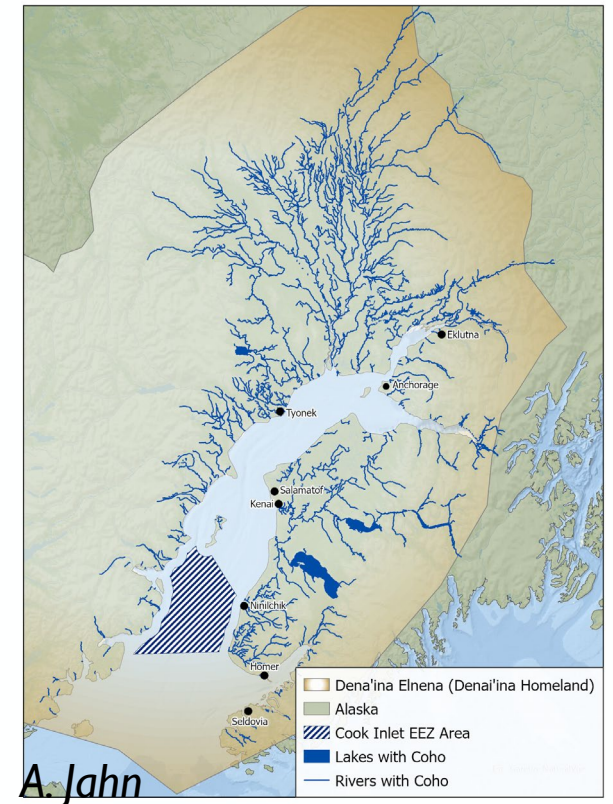 Eklutna
Anchorage
Tyonek
Salamatof
Kenai
Ninilchik
Homer
Seldovia
Dena'ina Elnena (Denai'ina Homeland)
Alaska
Cook Inlet EEZ Area
Lakes with Coho
Rivers with Coho
A. Jahn